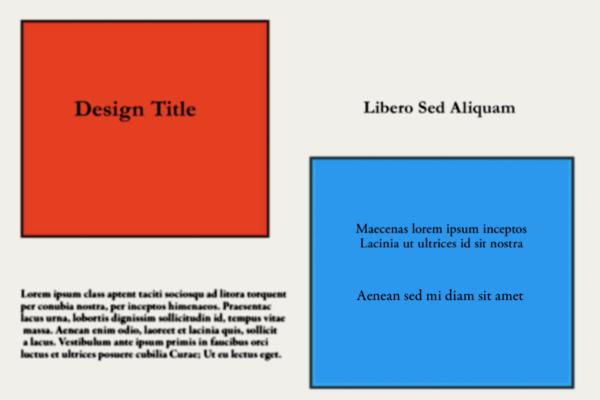 Design Title
Libero Sed Aliquam
Maecenas lorem ipsum inceptos
Lacinia ut ultrices id sit nostra
Aenean sed mi diam sit amet
Lorem ipsum class aptent taciti sociosqu ad litora torquent
per conubia nostra, per inceptos himenaeos. Praesentac
lacus urna, lobortis dignissim sollicitudin id, tempus vitae
massa. Aenean enim odio, laoreet et lacinia quis, sollicit
a lacus. Vestibulum ante ipsum primis in faucibus orci
luctus et ultrices posuere cubilia Curae; Ut eu lectus eget.